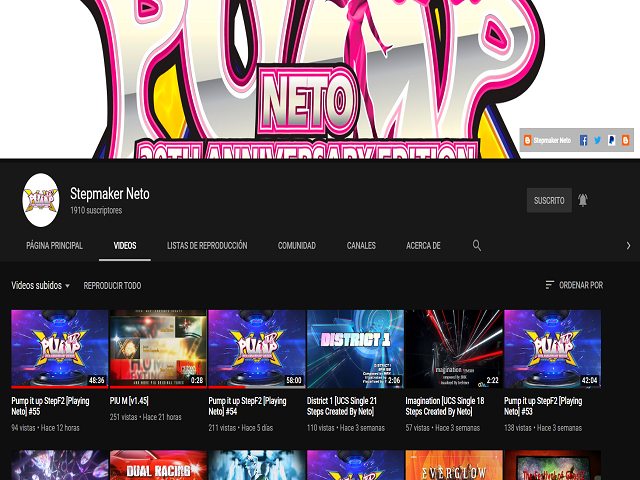 PUMP
NETO
20TH ANNIVERSARY EDITION
Stepmaker Neto
Stepmaker Neto
1910 suscriptores
SUSCRITO
PÁGINA PRINCIPAL
VIDEOS
LISTAS DE REPRODUCCIÓN
COMUNIDAD
CANALES
ACERCA DE
Videos subidos
REPRODUCIR TODO
ORDENAR POR
PUMP
48:36
0:28
PUMP
58:00
DISTRICT 1
2:06
imagination
2:22
PUMP
42:04
Pump it up StepF2 [Playing
Neto] #55
94 vistas • Hace 12 horas
PIU M [v1.45]
251 vistas • Hace 21 horas
Pump it up StepF2 [Playing
Neto] #54
211 vistas • Hace 5 días
District 1 [UCS Single 21
Steps Created By Neto]
110 vistas • Hace 3 semanas
Imagination [UCS Single 18
Steps Created By Neto]
57 vistas • Hace 3 semanas
Pump it up StepF2 [Playing
Neto] #53
138 vistas • Hace 3 semanas
DUAL RACING
EVERGLOW